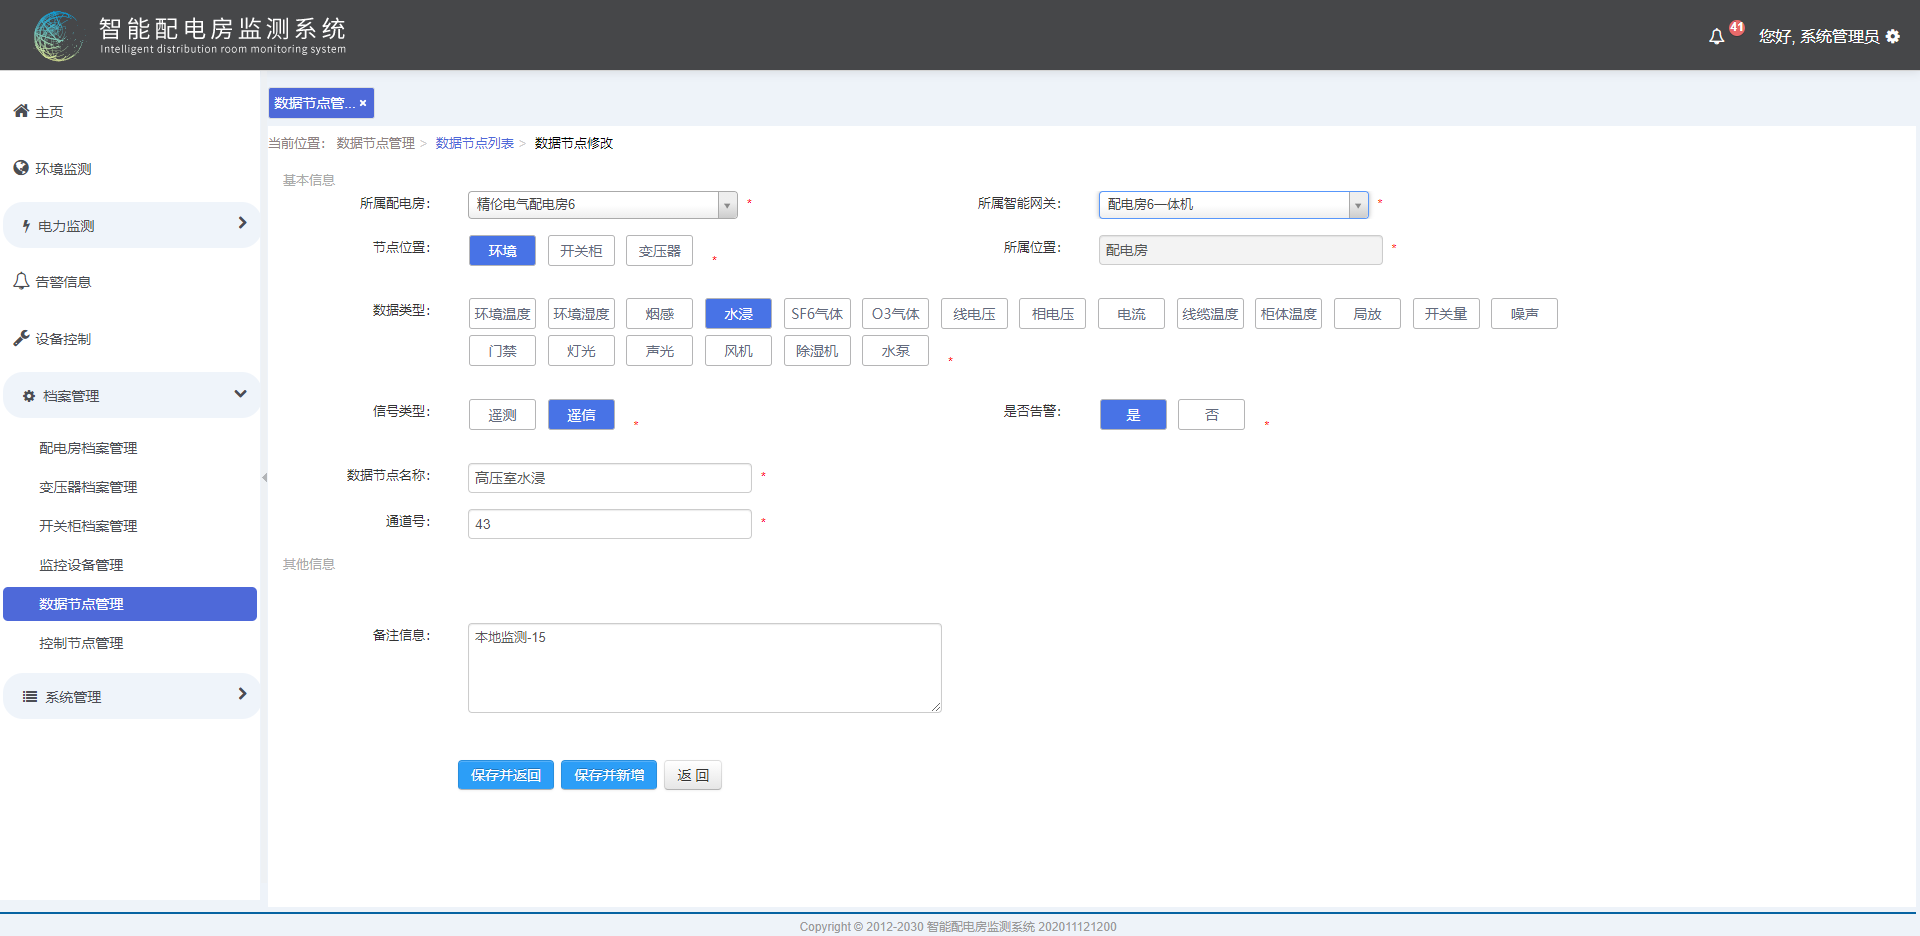 智能配电房监测系统
Intelligent distribution room monitoring system
41
您好, 系统管理员
主页
环境监测
电力监测
告警信息
设备控制
档案管理
配电房档案管理
变压器档案管理
开关柜档案管理
监控设备管理
数据节点管理
控制节点管理
系统管理
数据节点管... ×
当前位置： 数据节点管理 > 数据节点列表 > 数据节点修改
基本信息
所属配电房： 精伦电气配电房6 * 所属智能网关： 配电房6一体机 *
节点位置： 环境 开关柜 变压器 * 所属位置： 配电房 *
数据类型： 环境温度 环境湿度 烟感 水浸 SF6气体 O3气体 线电压 相电压 电流 线缆温度 柜体温度 局放 开关量 噪声
门禁 灯光 声光 风机 除湿机 水泵 *
信号类型： 遥测 遥信 * 是否告警： 是 否 *
数据节点名称： 高压室水浸 *
通道号： 43 *
其他信息
备注信息： 本地监测-15
保存并返回 保存并新增 返 回
Copyright © 2012-2030 智能配电房监测系统 202011121200